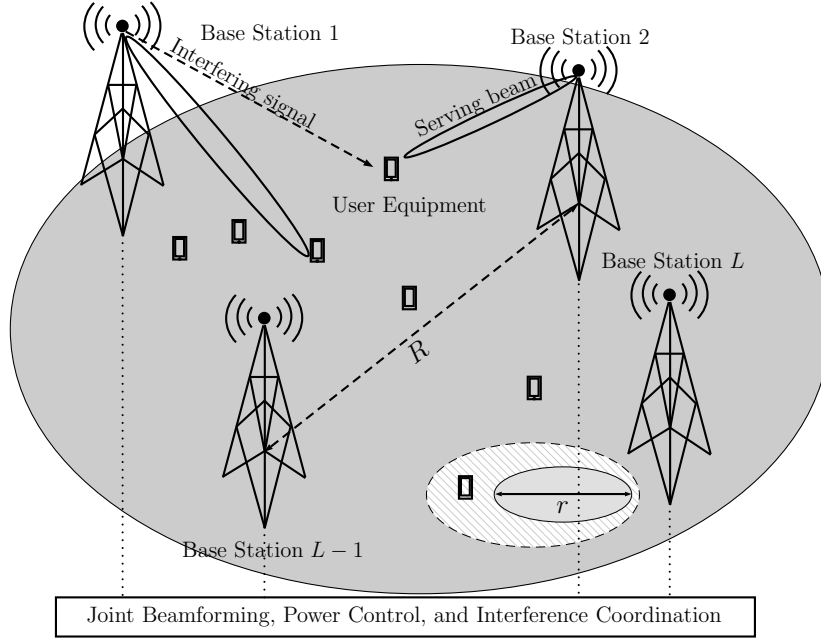 Base Station 1
Base Station 2
Interfering signal
Serving beam
User Equipment
Base Station L
R
r
Base Station L − 1
Joint Beamforming, Power Control, and Interference Coordination